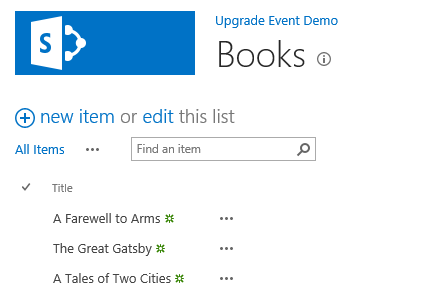 S
Upgrade Event Demo
Books
new item or edit this list
All Items ••• Find an item
Title
A Farewell to Arms •••
The Great Gatsby •••
A Tales of Two Cities •••